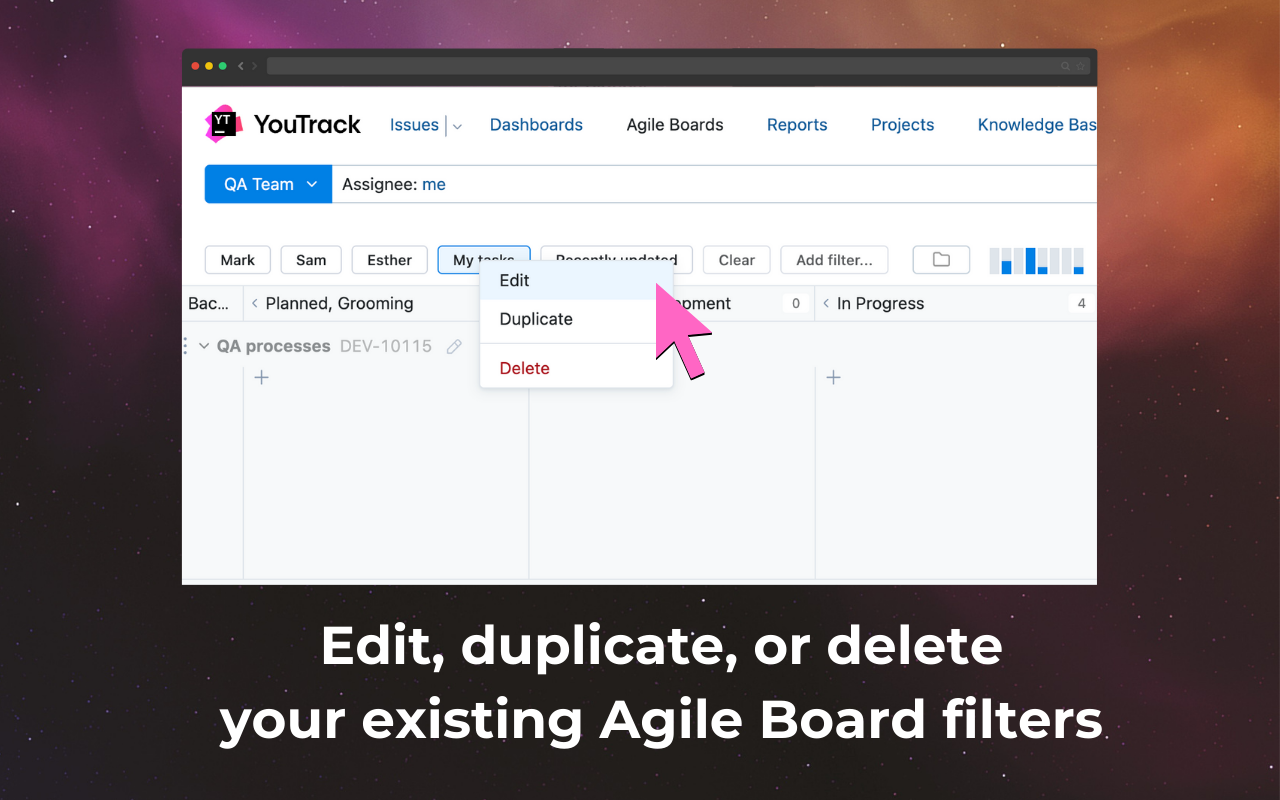 YT
YouTrack
Issues
Dashboards
Agile Boards
Reports
Projects
Knowledge Bas
QA Team
Assignee: me
Mark
Sam
Esther
My tasks
Recently updated
Clear
Add filter...
Bac...
Planned, Grooming
opment
0
In Progress
4
Edit
Duplicate
Delete
QA processes DEV-10115
Edit, duplicate, or delete
your existing Agile Board filters